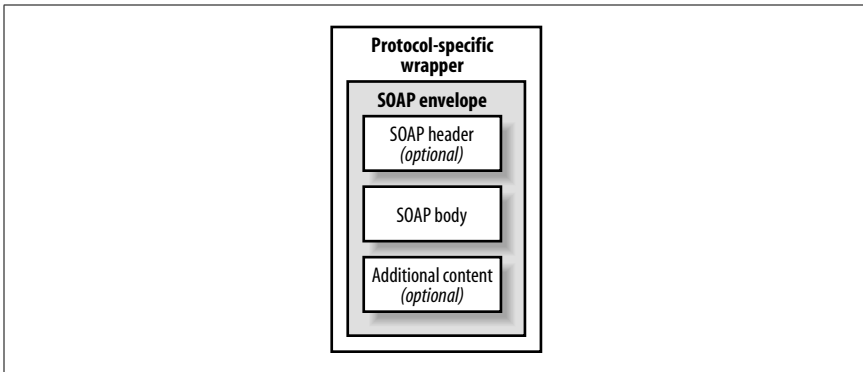 Protocol-specific
wrapper
SOAP envelope
SOAP header
(optional)
SOAP body
Additional content
(optional)